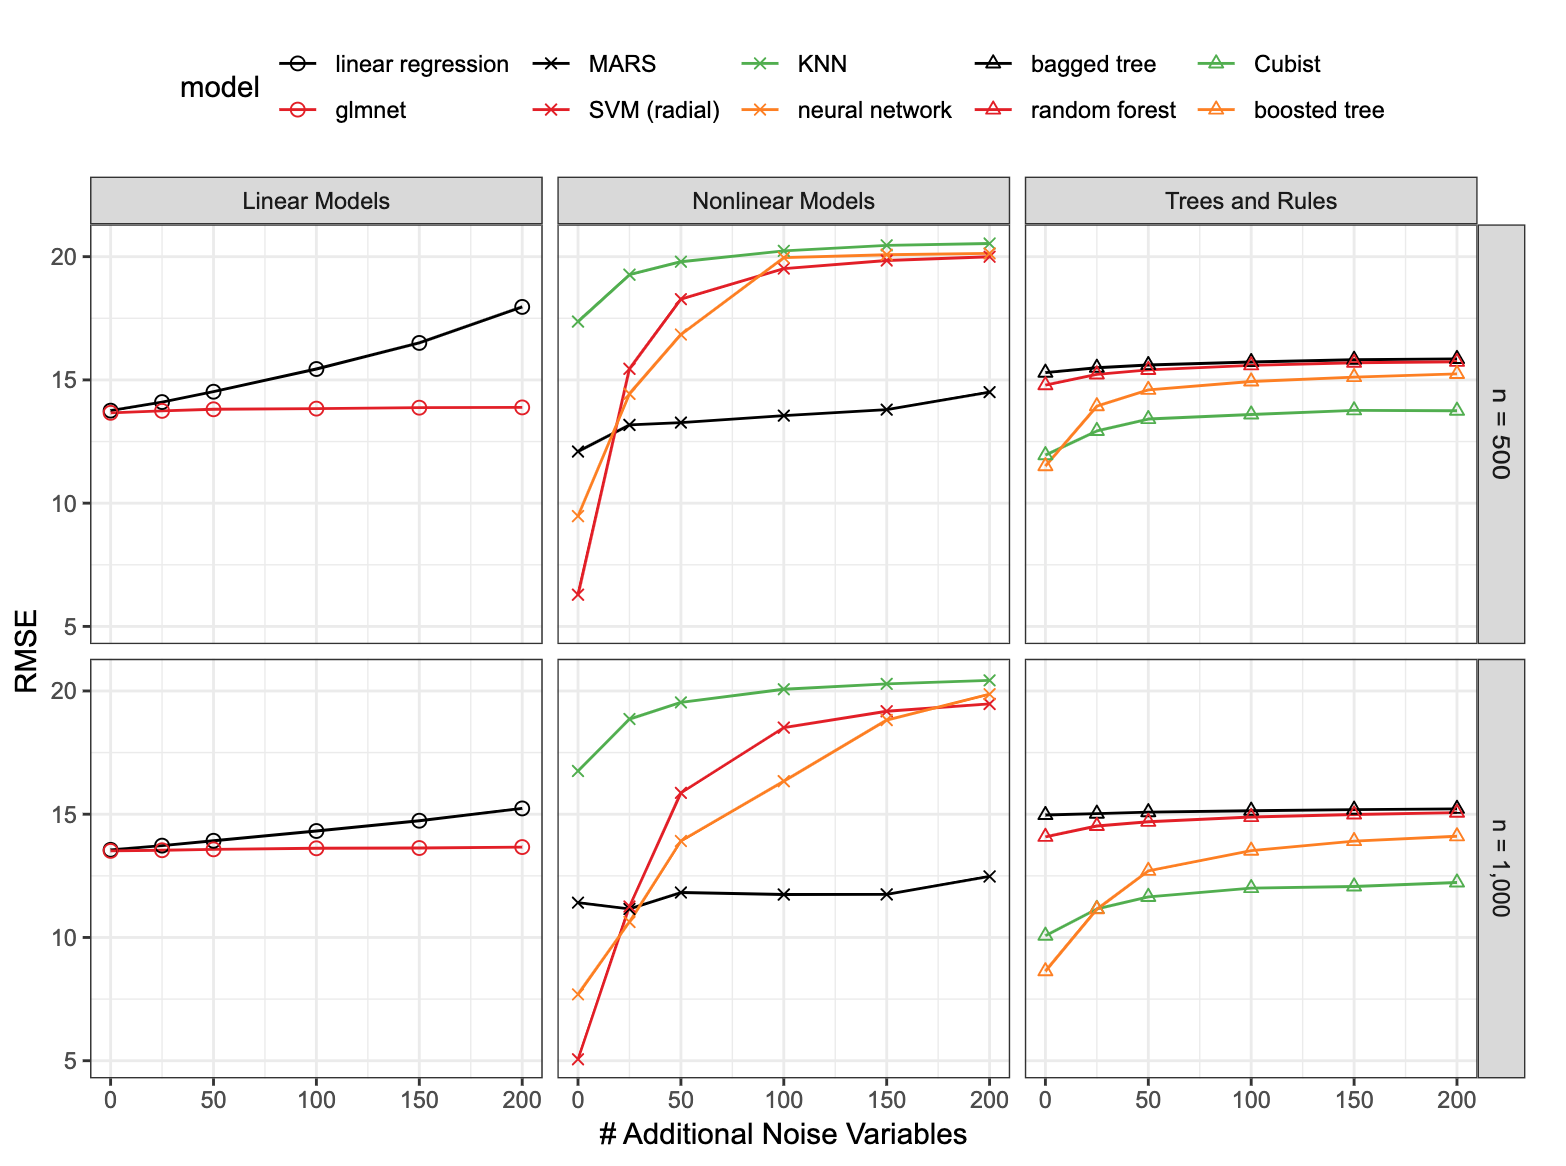 model
linear regression
MARS
KNN
bagged tree
Cubist
glmnet
SVM (radial)
neural network
random forest
boosted tree
Linear Models
Nonlinear Models
Trees and Rules
RMSE
20
15
10
5
n = 500
20
15
10
5
n = 1,000
0 50 100 150 200
0 50 100 150 200
0 50 100 150 200
# Additional Noise Variables